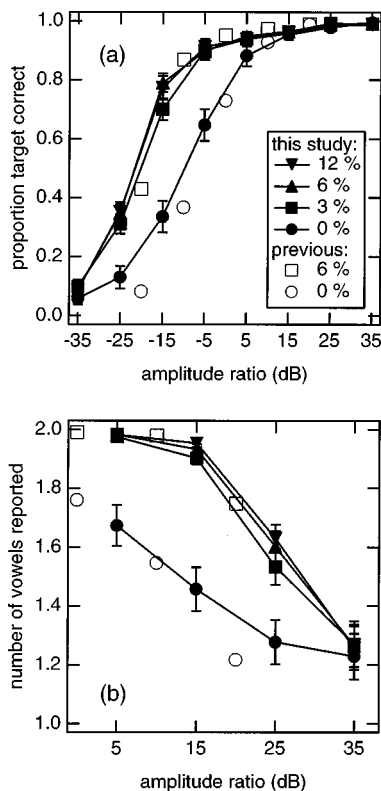 (a)
proportion target correct
1.0
0.8
0.6
0.4
0.2
0.0
this study:
12 %
6 %
3 %
0 %
previous:
6 %
0 %
-35 -25 -15 -5 5 15 25 35
amplitude ratio (dB)
(b)
number of vowels reported
2.0
1.8
1.6
1.4
1.2
1.0
5 15 25 35
amplitude ratio (dB)